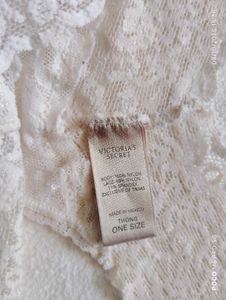 VICTORIA'S
SECRET
BODY 100% NYLON
LACE 89% NYLON
11% SPANDEX
EXCLUSIVE OF TRIMS
MADE IN MEXICO
THONG
ONE SIZE
POCO